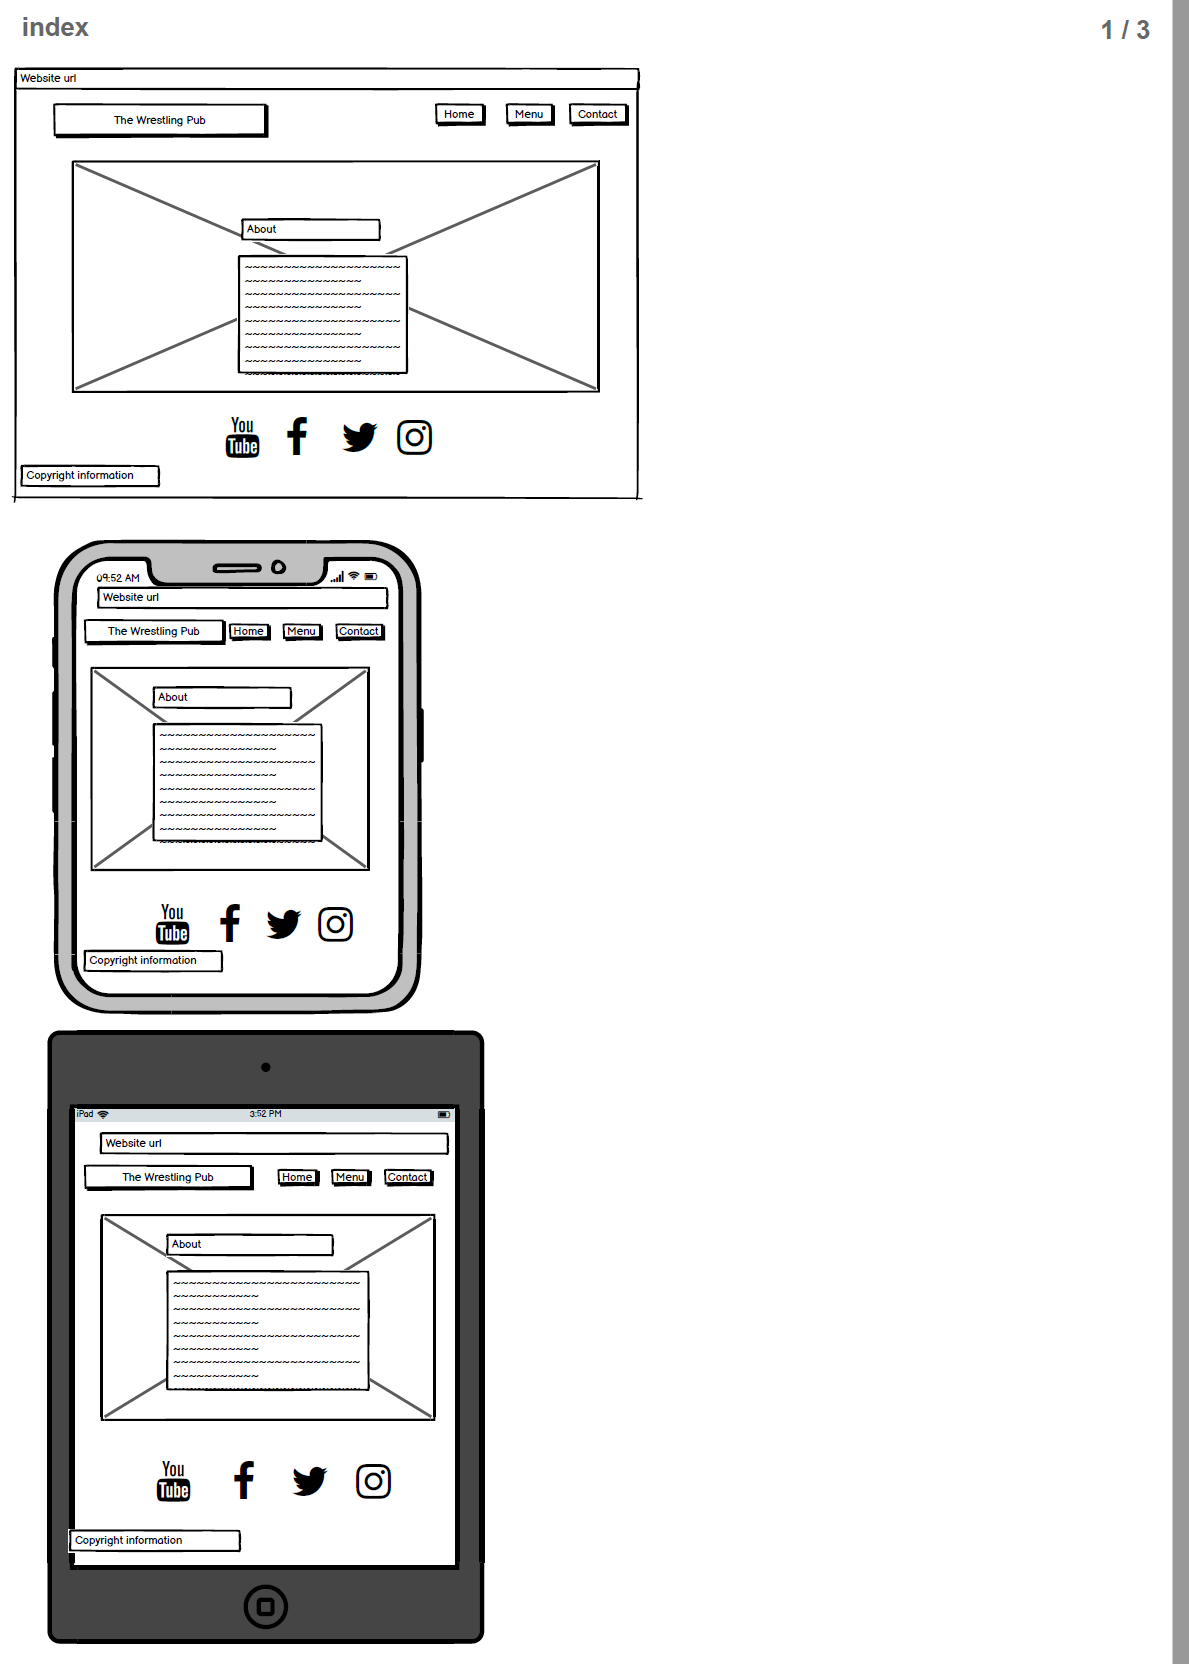 index
1 / 3
Website url
The Wrestling Pub
Home
Menu
Contact
About
You
Tube
Copyright information
09:52 AM
Website url
The Wrestling Pub
Home
Menu
Contact
About
You
Tube
Copyright information
iPad
3:52 PM
Website url
The Wrestling Pub
Home
Menu
Contact
About
You
Tube
Copyright information